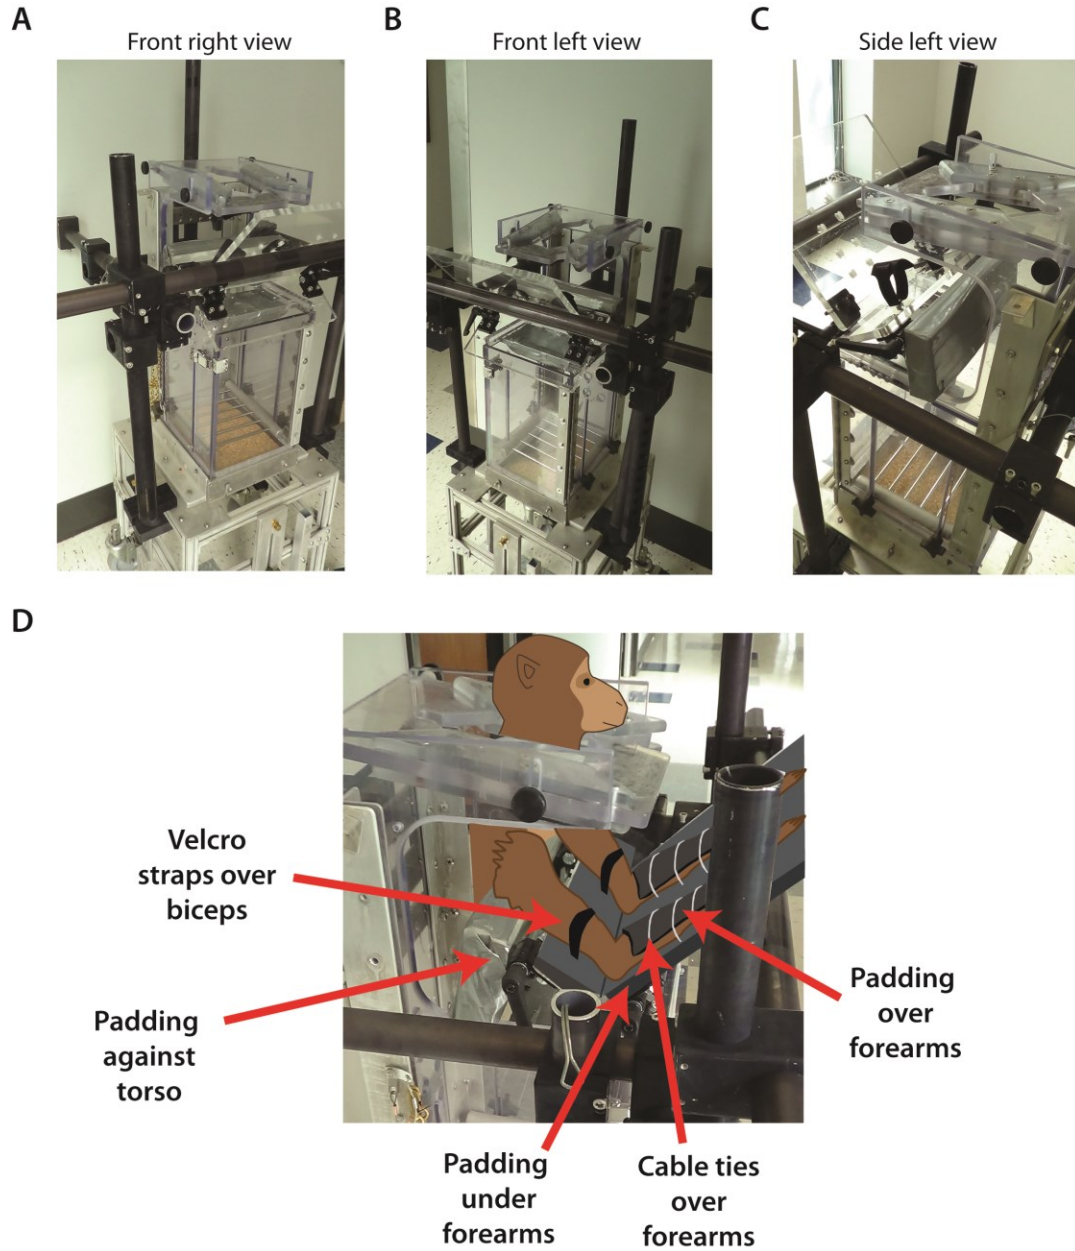 A
Front right view
B
Front left view
C
Side left view
D
Velcro
straps over
biceps
Padding
against
torso
Padding
over
forearms
Padding
under
forearms
Cable ties
over
forearms